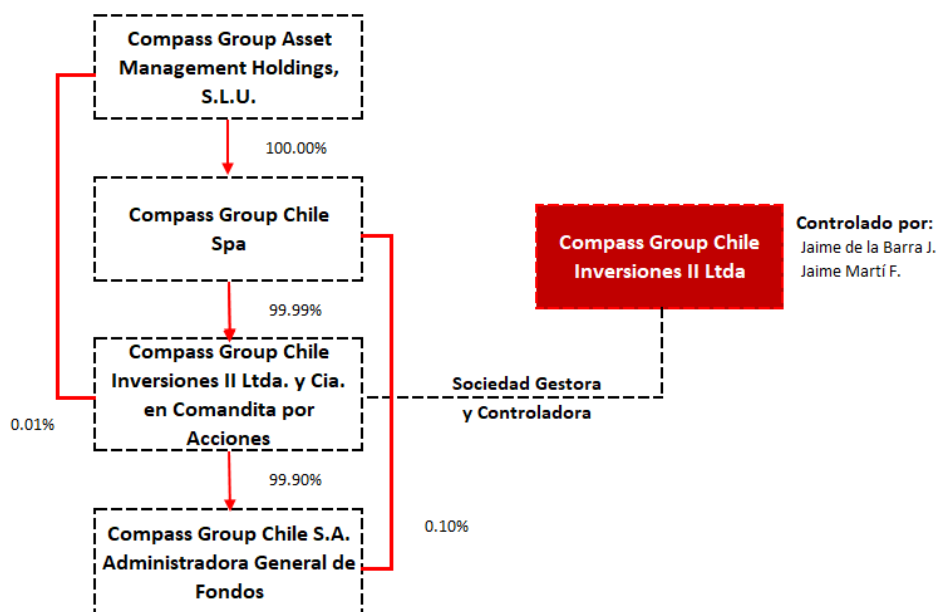 Compass Group Asset
Management Holdings,
S.L.U.
100.00%
Compass Group Chile
Spa
Compass Group Chile
Inversiones II Ltda
Controlado por:
Jaime de la Barra J.
Jaime Martí F.
99.99%
Compass Group Chile
Inversiones II Ltda. y Cia.
en Comandita por
Acciones
Sociedad Gestora
y Controladora
0.01%
99.90%
Compass Group Chile S.A.
Administradora General de
Fondos
0.10%